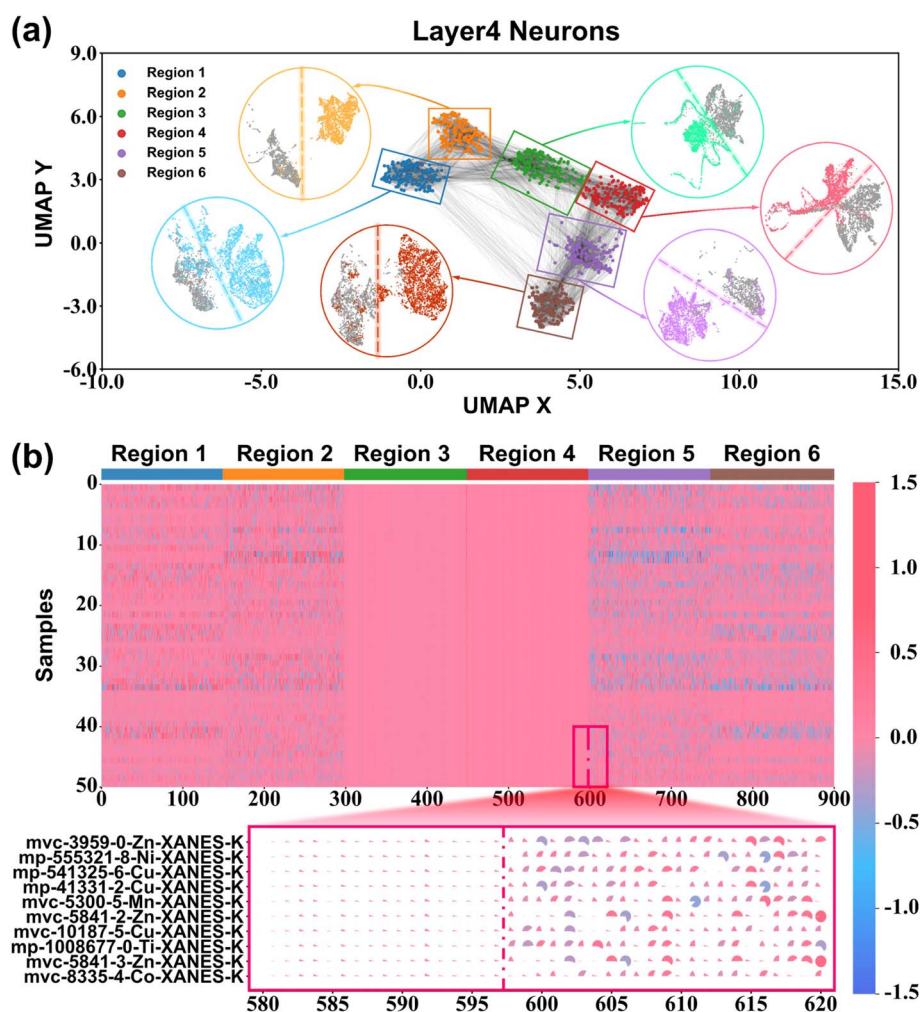 (a)
Layer4 Neurons
9.0
6.0
3.0
0.0
-3.0
-6.0
UMAP Y
Region 1
Region 2
Region 3
Region 4
Region 5
Region 6
-10.0 -5.0 0.0 5.0 10.0 15.0
UMAP X
(b)
Region 1 Region 2 Region 3 Region 4 Region 5 Region 6
0
10
20
30
40
50
Samples
0 100 200 300 400 500 600 700 800 900
1.5
1.0
0.5
0.0
-0.5
-1.0
-1.5
mvc-3959-0-Zn-XANES-K
mp-555321-8-Ni-XANES-K
mp-541325-6-Cu-XANES-K
mp-41331-2-Cu-XANES-K
mvc-5300-5-Mn-XANES-K
mvc-5841-2-Zn-XANES-K
mvc-10187-5-Cu-XANES-K
mp-1008677-0-Ti-XANES-K
mvc-5841-3-Zn-XANES-K
mvc-8335-4-Co-XANES-K
580 585 590 595 600 605 610 615 620